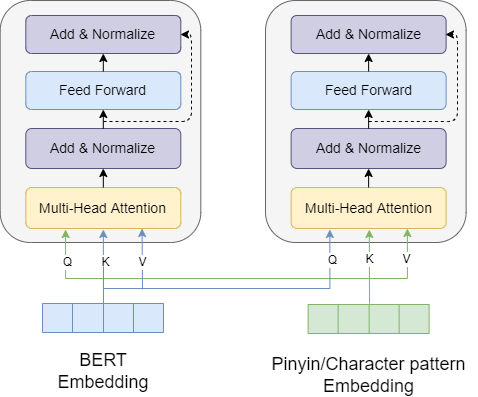 Add & Normalize
Feed Forward
Add & Normalize
Multi-Head Attention
Q K V
BERT
Embedding
Add & Normalize
Feed Forward
Add & Normalize
Multi-Head Attention
Q K V
Pinyin/Character pattern
Embedding